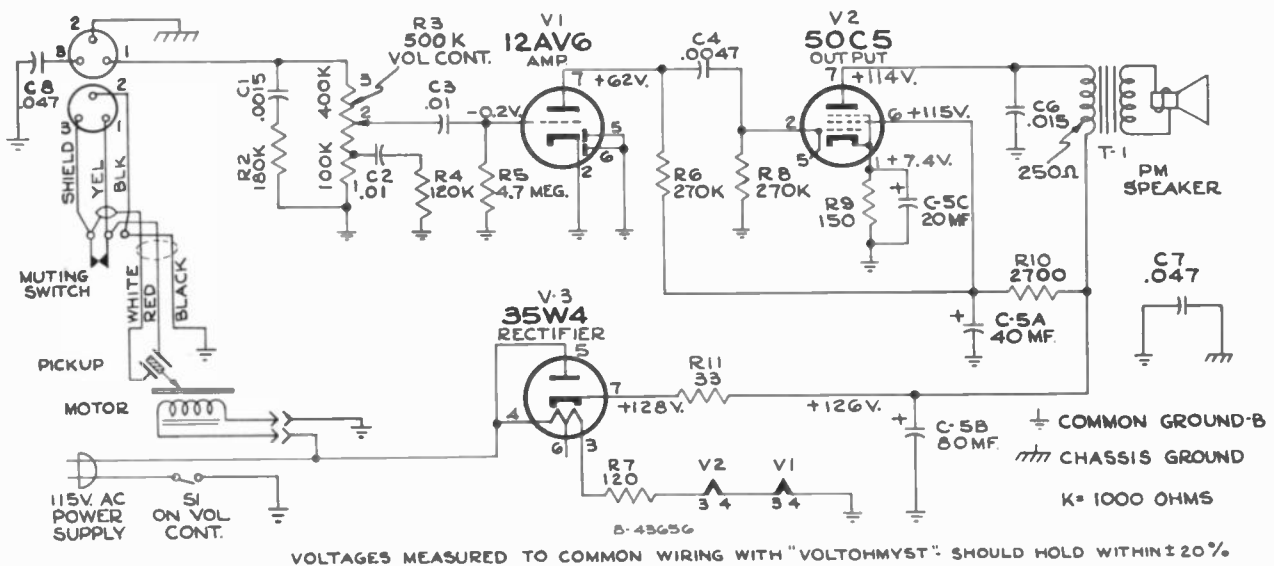 2
8
1
C8
.047
2
3
1
SHIELD
YEL
BLK
MUTING
SWITCH
WHITE
RED
BLACK
PICKUP
MOTOR
115V. AC
POWER
SUPPLY
S1
ON VOL
CONT.
R3
500 K
VOL CONT.
C1
.0015
R2
180K
400K
100K
3
2
1
C2
.01
C3
.01
R4
120K
R5
4.7 MEG.
-0.2V.
V1
12AV6
AMP.
7
+62V.
5
6
2
C4
.0047
R6
270K
R8
270K
V2
50C5
OUTPUT
7
+114V.
2
5
6
+115V.
1
+7.4V.
R9
150
C-5C
20 MF.
C6
.015
250Ω
T-1
PM
SPEAKER
R10
2700
C-5A
40 MF.
C7
.047
V-3
35W4
RECTIFIER
5
7
4
6
3
+128V.
R11
33
+126V.
C-5B
80 MF.
R7
120
V2
3 4
V1
3 4
COMMON GROUND-B
CHASSIS GROUND
K= 1000 OHMS
B-43656
VOLTAGES MEASURED TO COMMON WIRING WITH "VOLTOHMYST"- SHOULD HOLD WITHIN ± 20%